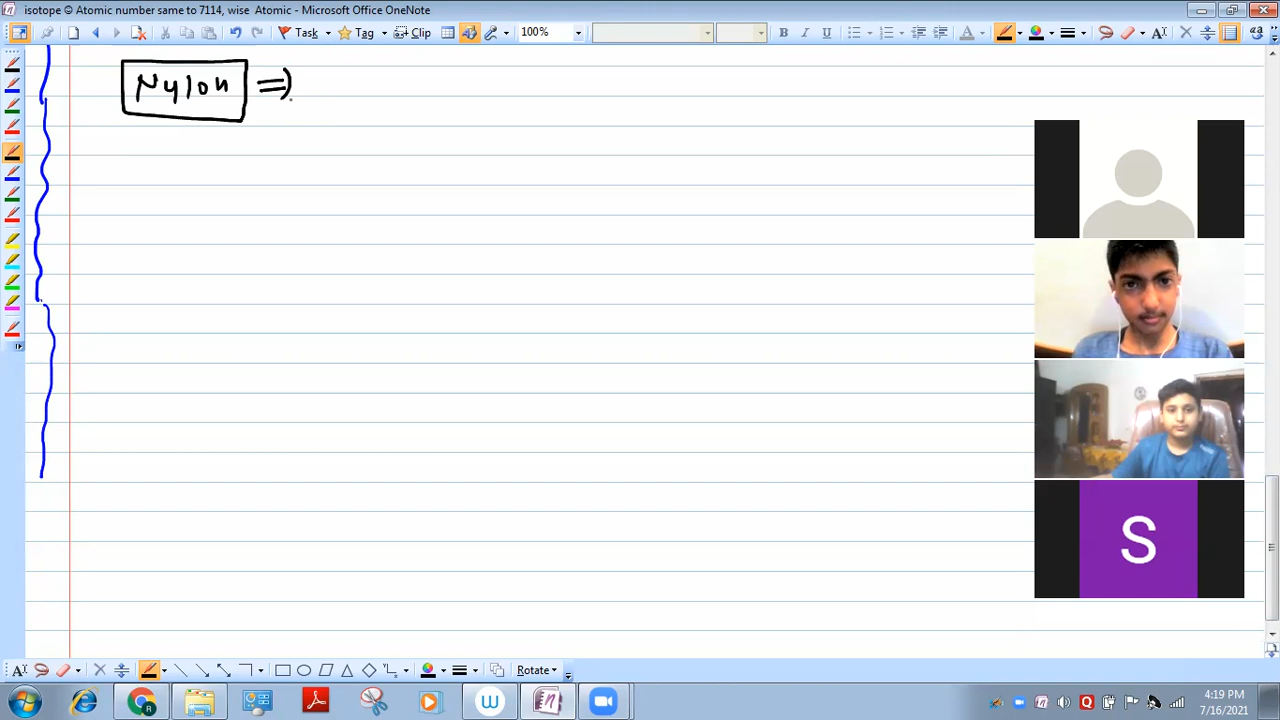 isotope © Atomic number same to 7114, wise Atomic - Microsoft Office OneNote
Task Tag Clip 100% B I U
Nylon ⇒
S
Rotate
4:19 PM
7/16/2021